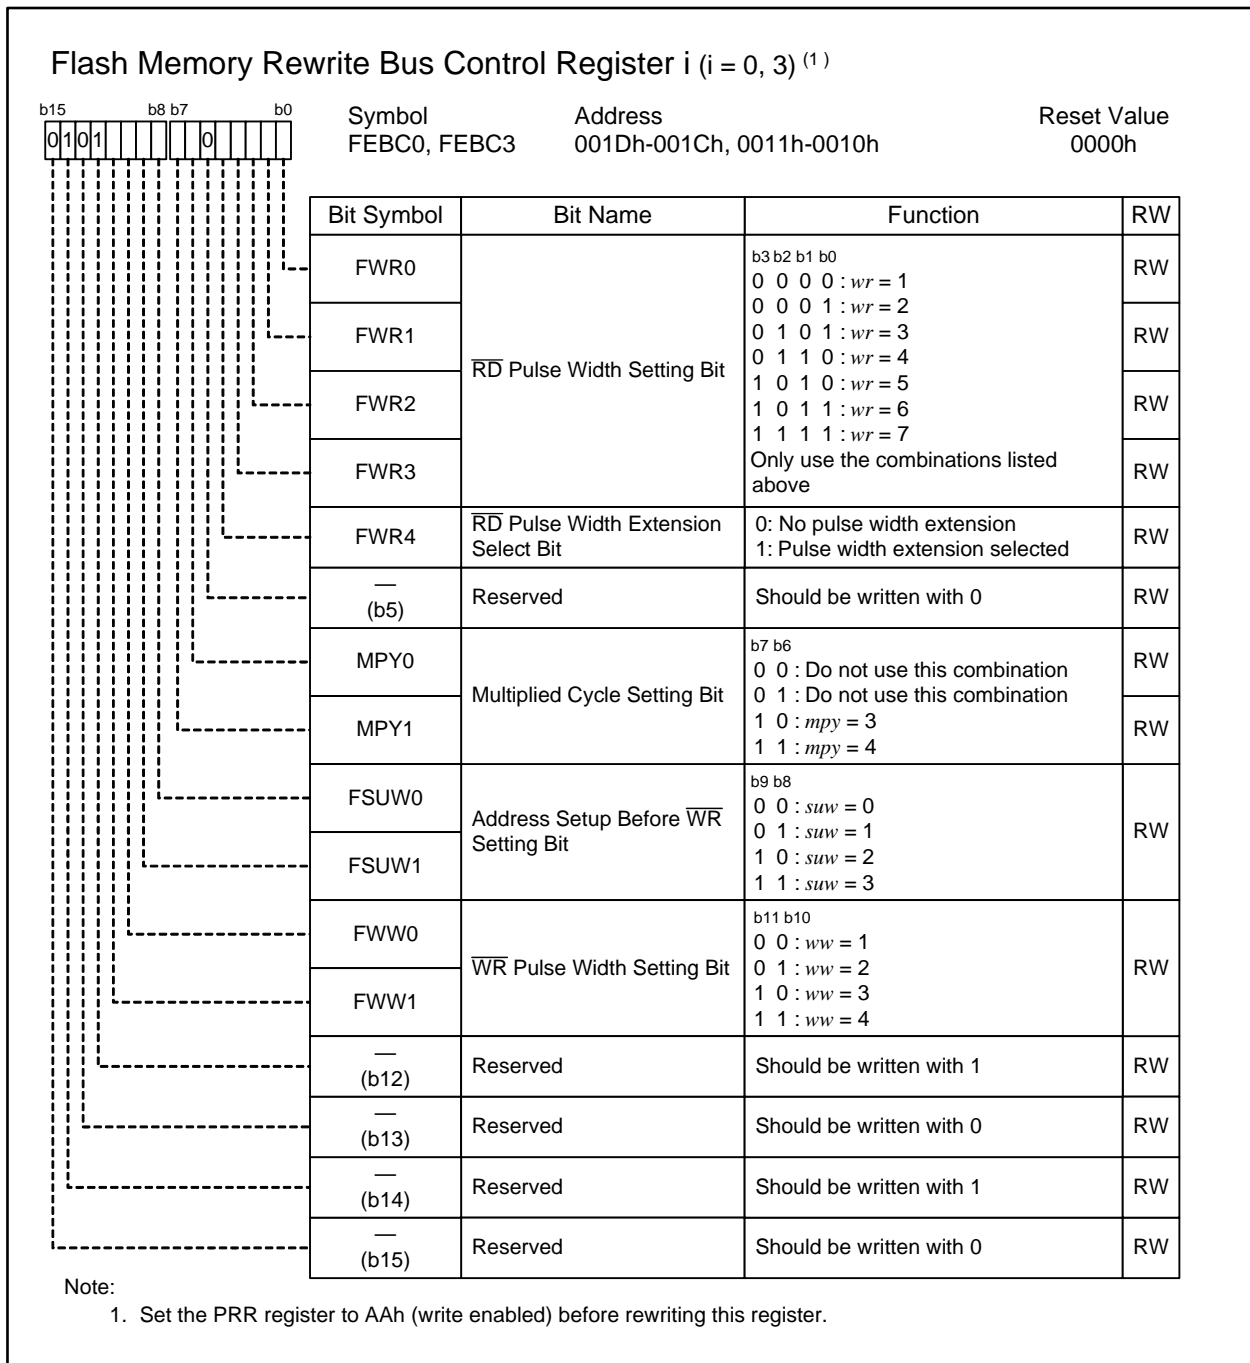 Flash Memory Rewrite Bus Control Register i (i = 0, 3) (1)
b15 b8 b7 b0
0 1 0 1 0
Symbol Address Reset Value
FEBC0, FEBC3 001Dh-001Ch, 0011h-0010h 0000h
Bit Symbol Bit Name Function RW
FWR0 RW
FWR1 RW
FWR2 RW
FWR3 RW
RD Pulse Width Setting Bit
b3 b2 b1 b0
0 0 0 0 : wr = 1
0 0 0 1 : wr = 2
0 1 0 1 : wr = 3
0 1 1 0 : wr = 4
1 0 1 0 : wr = 5
1 0 1 1 : wr = 6
1 1 1 1 : wr = 7
Only use the combinations listed
above
FWR4 RW
RD Pulse Width Extension
Select Bit
0: No pulse width extension
1: Pulse width extension selected
—
(b5) Reserved Should be written with 0 RW
MPY0 RW
MPY1 RW
Multiplied Cycle Setting Bit
b7 b6
0 0 : Do not use this combination
0 1 : Do not use this combination
1 0 : mpy = 3
1 1 : mpy = 4
FSUW0
FSUW1
Address Setup Before WR
Setting Bit
b9 b8
0 0 : suw = 0
0 1 : suw = 1
1 0 : suw = 2
1 1 : suw = 3
RW
FWW0
FWW1
WR Pulse Width Setting Bit
b11 b10
0 0 : ww = 1
0 1 : ww = 2
1 0 : ww = 3
1 1 : ww = 4
RW
—
(b12) Reserved Should be written with 1 RW
—
(b13) Reserved Should be written with 0 RW
—
(b14) Reserved Should be written with 1 RW
—
(b15) Reserved Should be written with 0 RW
Note:
1. Set the PRR register to AAh (write enabled) before rewriting this register.